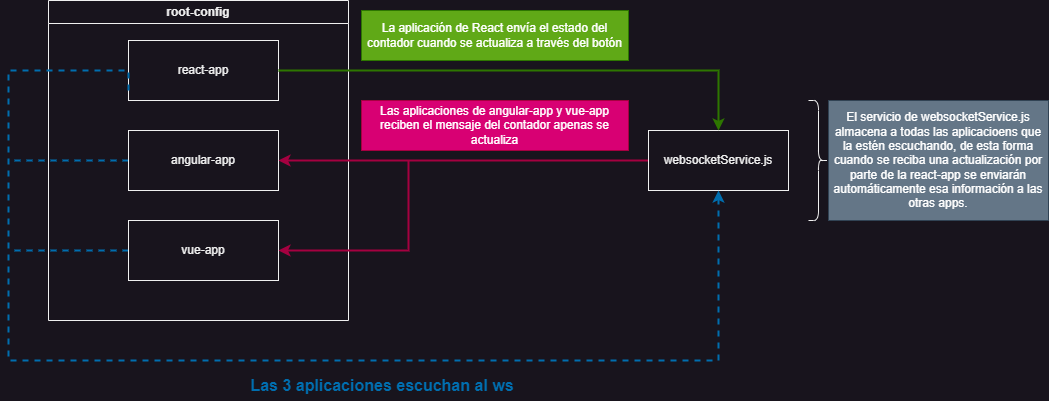 root-config
La aplicación de React envía el estado del
contador cuando se actualiza a través del botón
react-app
Las aplicaciones de angular-app y vue-app
reciben el mensaje del contador apenas se
actualiza
El servicio de websocketService.js
almacena a todas las aplicacioens que
la estén escuchando, de esta forma
cuando se reciba una actualización por
parte de la react-app se enviarán
automáticamente esa información a las
otras apps.
angular-app
websocketService.js
vue-app
Las 3 aplicaciones escuchan al ws